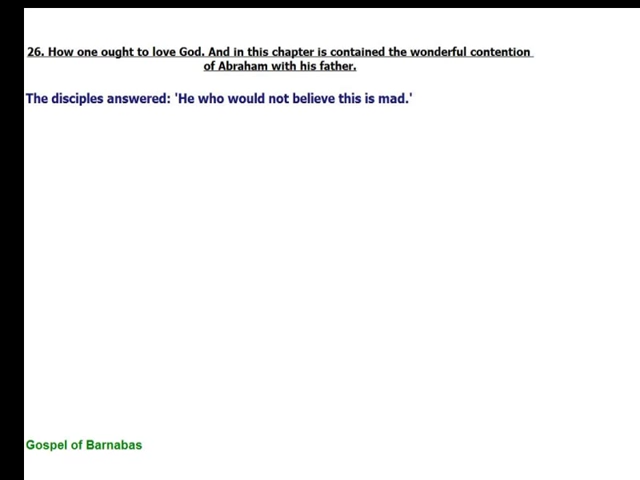 26. How one ought to love God. And in this chapter is contained the wonderful contention
of Abraham with his father.
The disciples answered: 'He who would not believe this is mad.'
Gospel of Barnabas